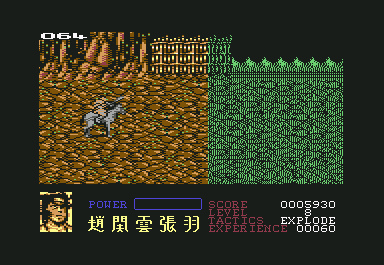 064
POWER
SCORE 0005930
LEVEL 8
TACTICS EXPLODE
EXPERIENCE 00060
趙 関 雲 張 羽